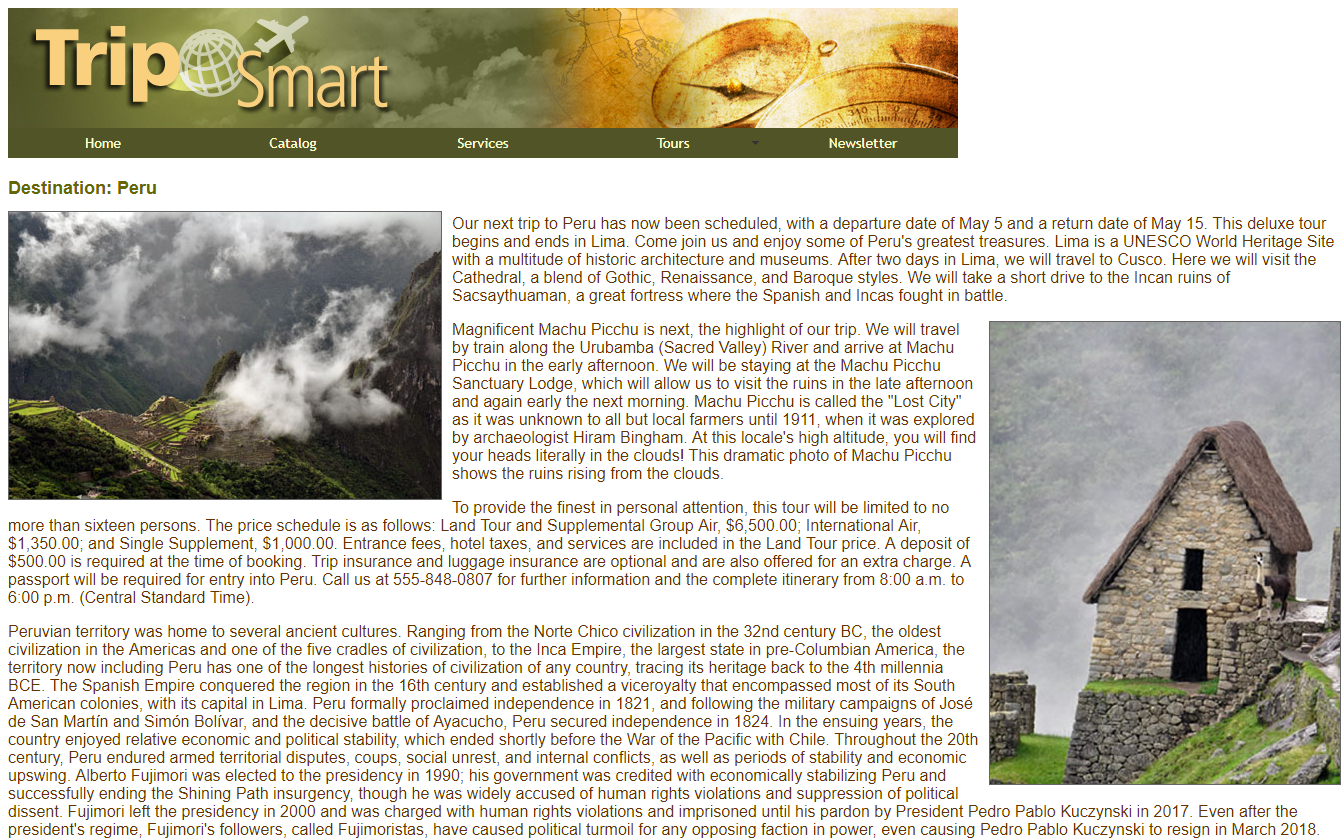 Trip Smart
Home Catalog Services Tours Newsletter
Destination: Peru
Our next trip to Peru has now been scheduled, with a departure date of May 5 and a return date of May 15. This deluxe tour
begins and ends in Lima. Come join us and enjoy some of Peru's greatest treasures. Lima is a UNESCO World Heritage Site
with a multitude of historic architecture and museums. After two days in Lima, we will travel to Cusco. Here we will visit the
Cathedral, a blend of Gothic, Renaissance, and Baroque styles. We will take a short drive to the Incan ruins of
Sacsaythuaman, a great fortress where the Spanish and Incas fought in battle.
Magnificent Machu Picchu is next, the highlight of our trip. We will travel
by train along the Urubamba (Sacred Valley) River and arrive at Machu
Picchu in the early afternoon. We will be staying at the Machu Picchu
Sanctuary Lodge, which will allow us to visit the ruins in the late afternoon
and again early the next morning. Machu Picchu is called the "Lost City"
as it was unknown to all but local farmers until 1911, when it was explored
by archaeologist Hiram Bingham. At this locale's high altitude, you will find
your heads literally in the clouds! This dramatic photo of Machu Picchu
shows the ruins rising from the clouds.
To provide the finest in personal attention, this tour will be limited to no
more than sixteen persons. The price schedule is as follows: Land Tour and Supplemental Group Air, $6,500.00; International Air,
$1,350.00; and Single Supplement, $1,000.00. Entrance fees, hotel taxes, and services are included in the Land Tour price. A deposit of
$500.00 is required at the time of booking. Trip insurance and luggage insurance are optional and are also offered for an extra charge. A
passport will be required for entry into Peru. Call us at 555-848-0807 for further information and the complete itinerary from 8:00 a.m. to
6:00 p.m. (Central Standard Time).
Peruvian territory was home to several ancient cultures. Ranging from the Norte Chico civilization in the 32nd century BC, the oldest
civilization in the Americas and one of the five cradles of civilization, to the Inca Empire, the largest state in pre-Columbian America, the
territory now including Peru has one of the longest histories of civilization of any country, tracing its heritage back to the 4th millennia
BCE. The Spanish Empire conquered the region in the 16th century and established a viceroyalty that encompassed most of its South
American colonies, with its capital in Lima. Peru formally proclaimed independence in 1821, and following the military campaigns of José
de San Martín and Simón Bolívar, and the decisive battle of Ayacucho, Peru secured independence in 1824. In the ensuing years, the
country enjoyed relative economic and political stability, which ended shortly before the War of the Pacific with Chile. Throughout the 20th
century, Peru endured armed territorial disputes, coups, social unrest, and internal conflicts, as well as periods of stability and economic
upswing. Alberto Fujimori was elected to the presidency in 1990; his government was credited with economically stabilizing Peru and
successfully ending the Shining Path insurgency, though he was widely accused of human rights violations and suppression of political
dissent. Fujimori left the presidency in 2000 and was charged with human rights violations and imprisoned until his pardon by President Pedro Pablo Kuczynski in 2017. Even after the
president's regime, Fujimori's followers, called Fujimoristas, have caused political turmoil for any opposing faction in power, even causing Pedro Pablo Kuczynski to resign in March 2018.